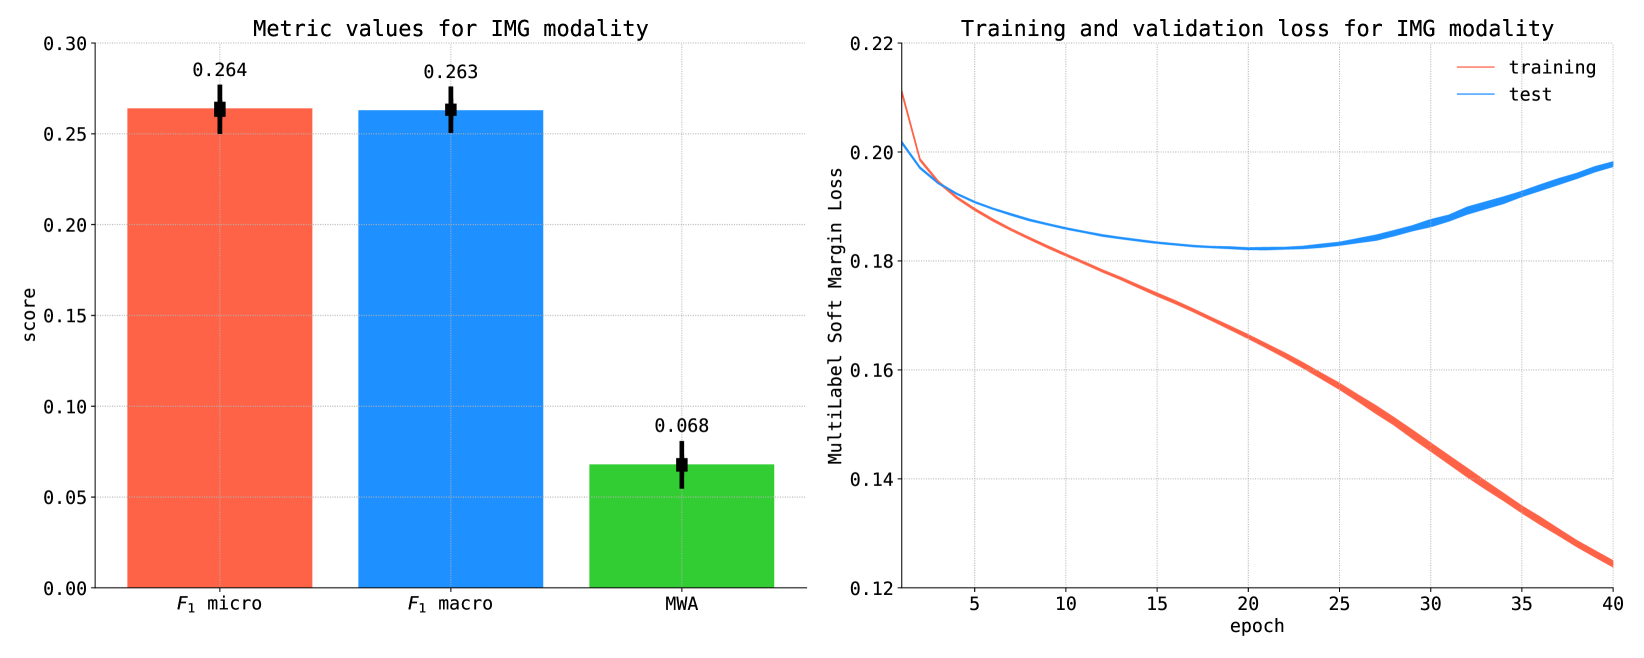 Metric values for IMG modality
0.30
0.25
0.20
0.15
0.10
0.05
0.00
score
0.264
0.263
0.068
F1 micro
F1 macro
MWA
Training and validation loss for IMG modality
0.22
0.20
0.18
0.16
0.14
0.12
MultiLabel Soft Margin Loss
training
test
5 10 15 20 25 30 35 40
epoch